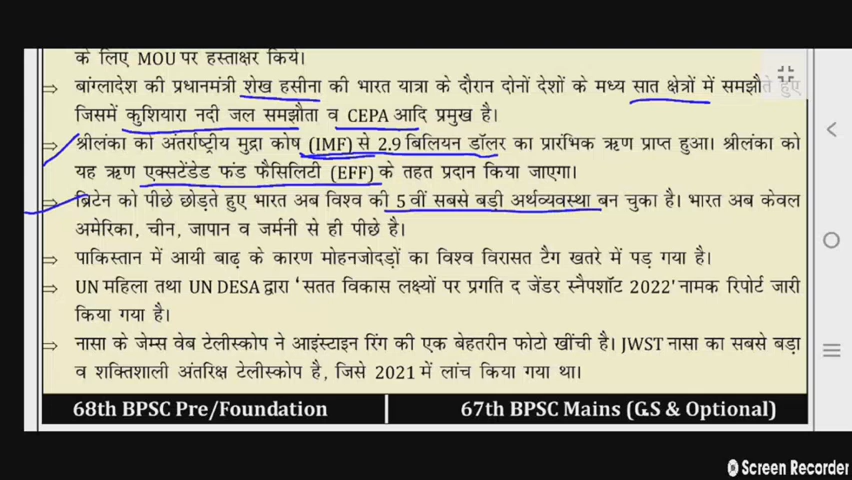 के लिए MOU पर हस्ताक्षर किये।
⇒ बांग्लादेश की प्रधानमंत्री शेख हसीना की भारत यात्रा के दौरान दोनों देशों के मध्य सात क्षेत्रों में समझौते हुए
जिसमें कुशियारा नदी जल समझौता व CEPA आदि प्रमुख है।
⇒ श्रीलंका को अंतर्राष्ट्रीय मुद्रा कोष (IMF) से 2.9 बिलियन डॉलर का प्रारंभिक ऋण प्राप्त हुआ। श्रीलंका को
यह ऋण एक्सटेंडेड फंड फैसिलिटी (EFF) के तहत प्रदान किया जाएगा।
⇒ ब्रिटेन को पीछे छोड़ते हुए भारत अब विश्व की 5 वीं सबसे बड़ी अर्थव्यवस्था बन चुका है। भारत अब केवल
अमेरिका, चीन, जापान व जर्मनी से ही पीछे है।
⇒ पाकिस्तान में आयी बाढ़ के कारण मोहनजोदड़ों का विश्व विरासत टैग खतरे में पड़ गया है।
⇒ UN महिला तथा UN DESA द्वारा ‘सतत विकास लक्ष्यों पर प्रगति द जेंडर स्नैपशॉट 2022’ नामक रिपोर्ट जारी
किया गया है।
⇒ नासा के जेम्स वेब टेलीस्कोप ने आइंस्टाइन रिंग की एक बेहतरीन फोटो खींची है। JWST नासा का सबसे बड़ा
व शक्तिशाली अंतरिक्ष टेलीस्कोप है, जिसे 2021 में लांच किया गया था।
68th BPSC Pre/Foundation
67th BPSC Mains (G.S & Optional)
Screen Recorder